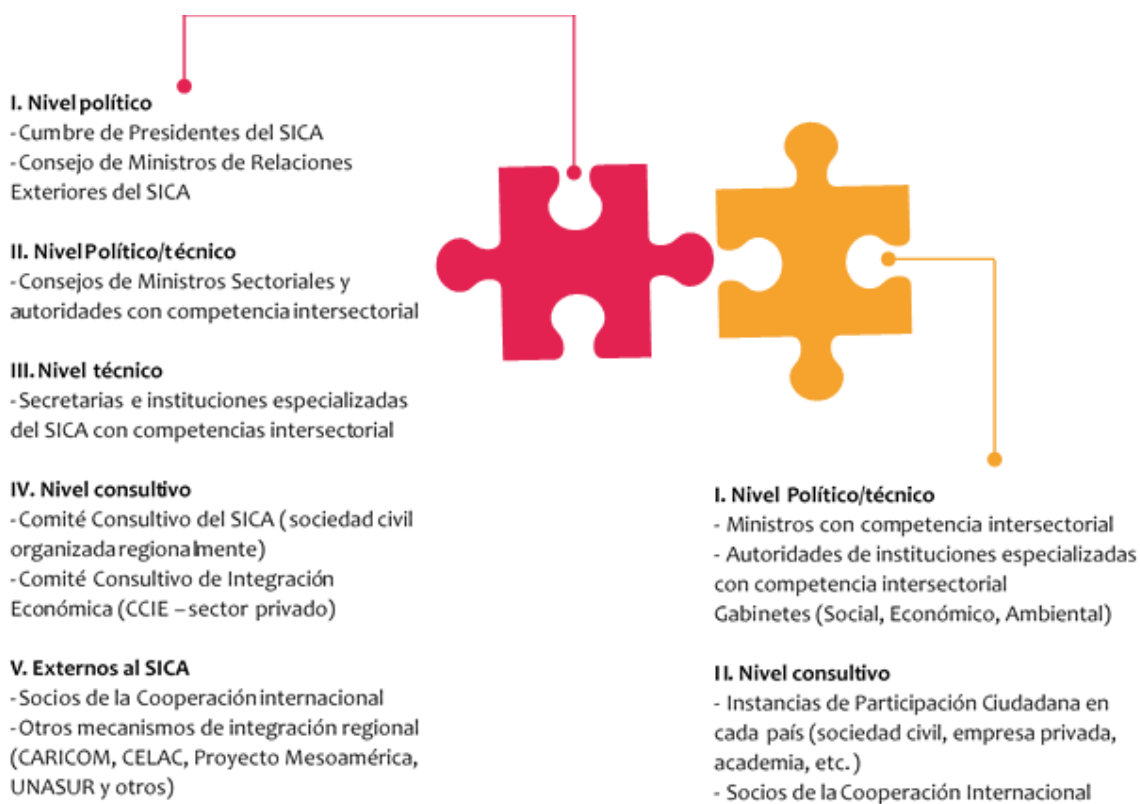 I. Nivel político
-Cumbre de Presidentes del SICA
-Consejo de Ministros de Relaciones
Exteriores del SICA
II. Nivel Político/técnico
-Consejos de Ministros Sectoriales y
autoridades con competencia intersectorial
III. Nivel técnico
-Secretarias e instituciones especializadas
del SICA con competencias intersectorial
IV. Nivel consultivo
-Comité Consultivo del SICA (sociedad civil
organizada regionalmente)
-Comité Consultivo de Integración
Económica (CCIE – sector privado)
V. Externos al SICA
-Socios de la Cooperación internacional
-Otros mecanismos de integración regional
(CARICOM, CELAC, Proyecto Mesoamérica,
UNASUR y otros)
I. Nivel Político/técnico
- Ministros con competencia intersectorial
- Autoridades de instituciones especializadas
con competencia intersectorial
Gabinetes (Social, Económico, Ambiental)
II. Nivel consultivo
- Instancias de Participación Ciudadana en
cada país (sociedad civil, empresa privada,
academia, etc.)
- Socios de la Cooperación Internacional